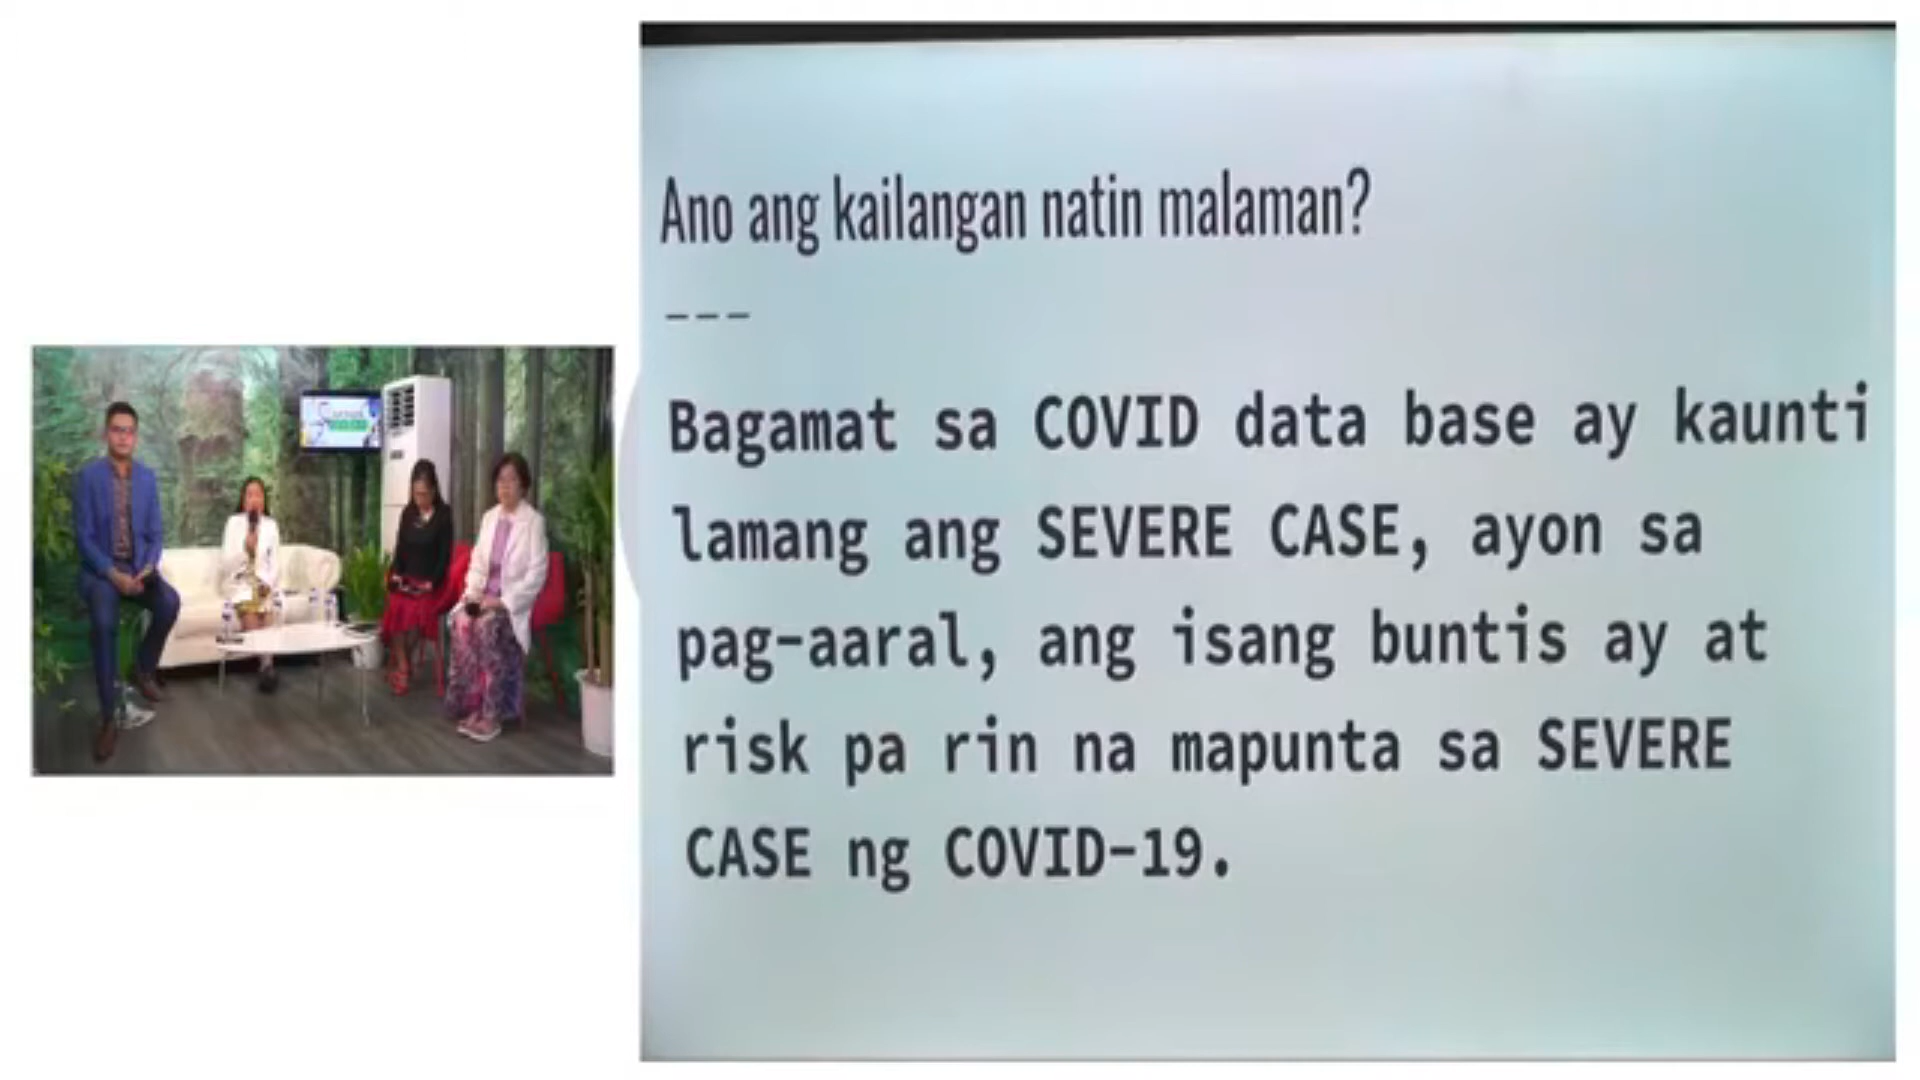 Ano ang kailangan natin malaman?
---
Bagamat sa COVID data base ay kaunti
lamang ang SEVERE CASE, ayon sa
pag-aaral, ang isang buntis ay at
risk pa rin na mapunta sa SEVERE
CASE ng COVID-19.